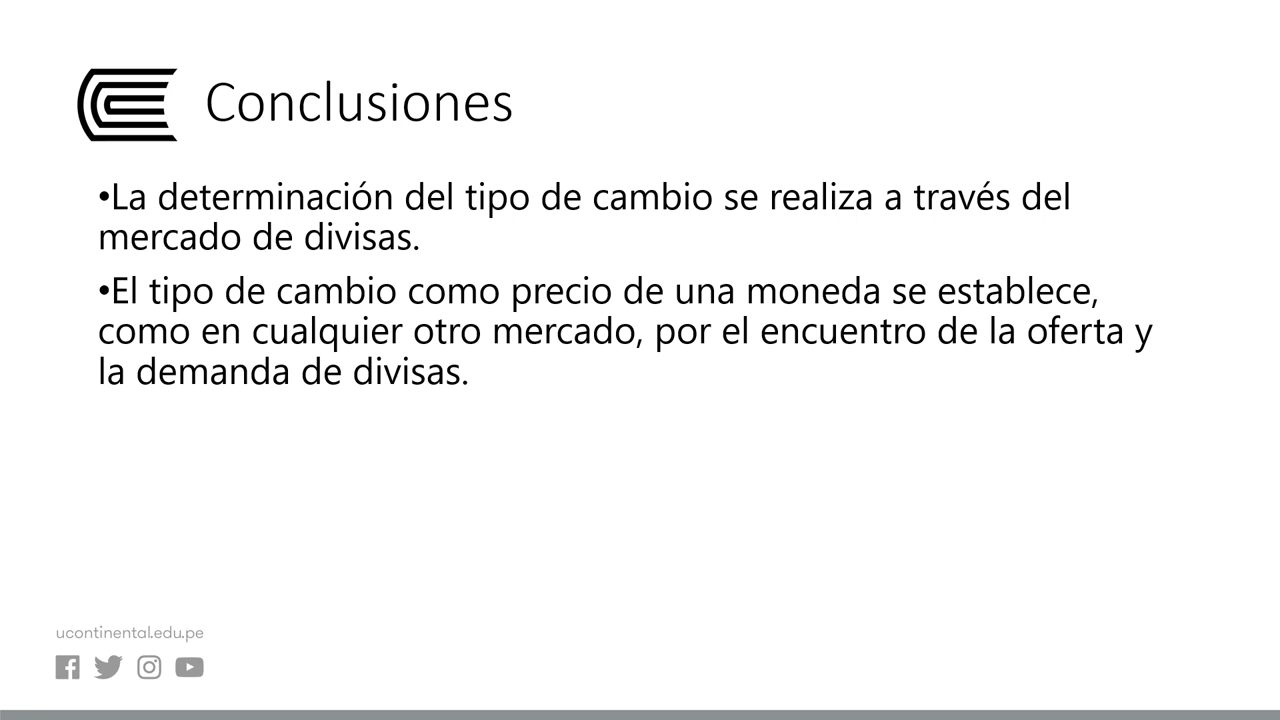 Conclusiones
•La determinación del tipo de cambio se realiza a través del
mercado de divisas.
•El tipo de cambio como precio de una moneda se establece,
como en cualquier otro mercado, por el encuentro de la oferta y
la demanda de divisas.
ucontinental.edu.pe